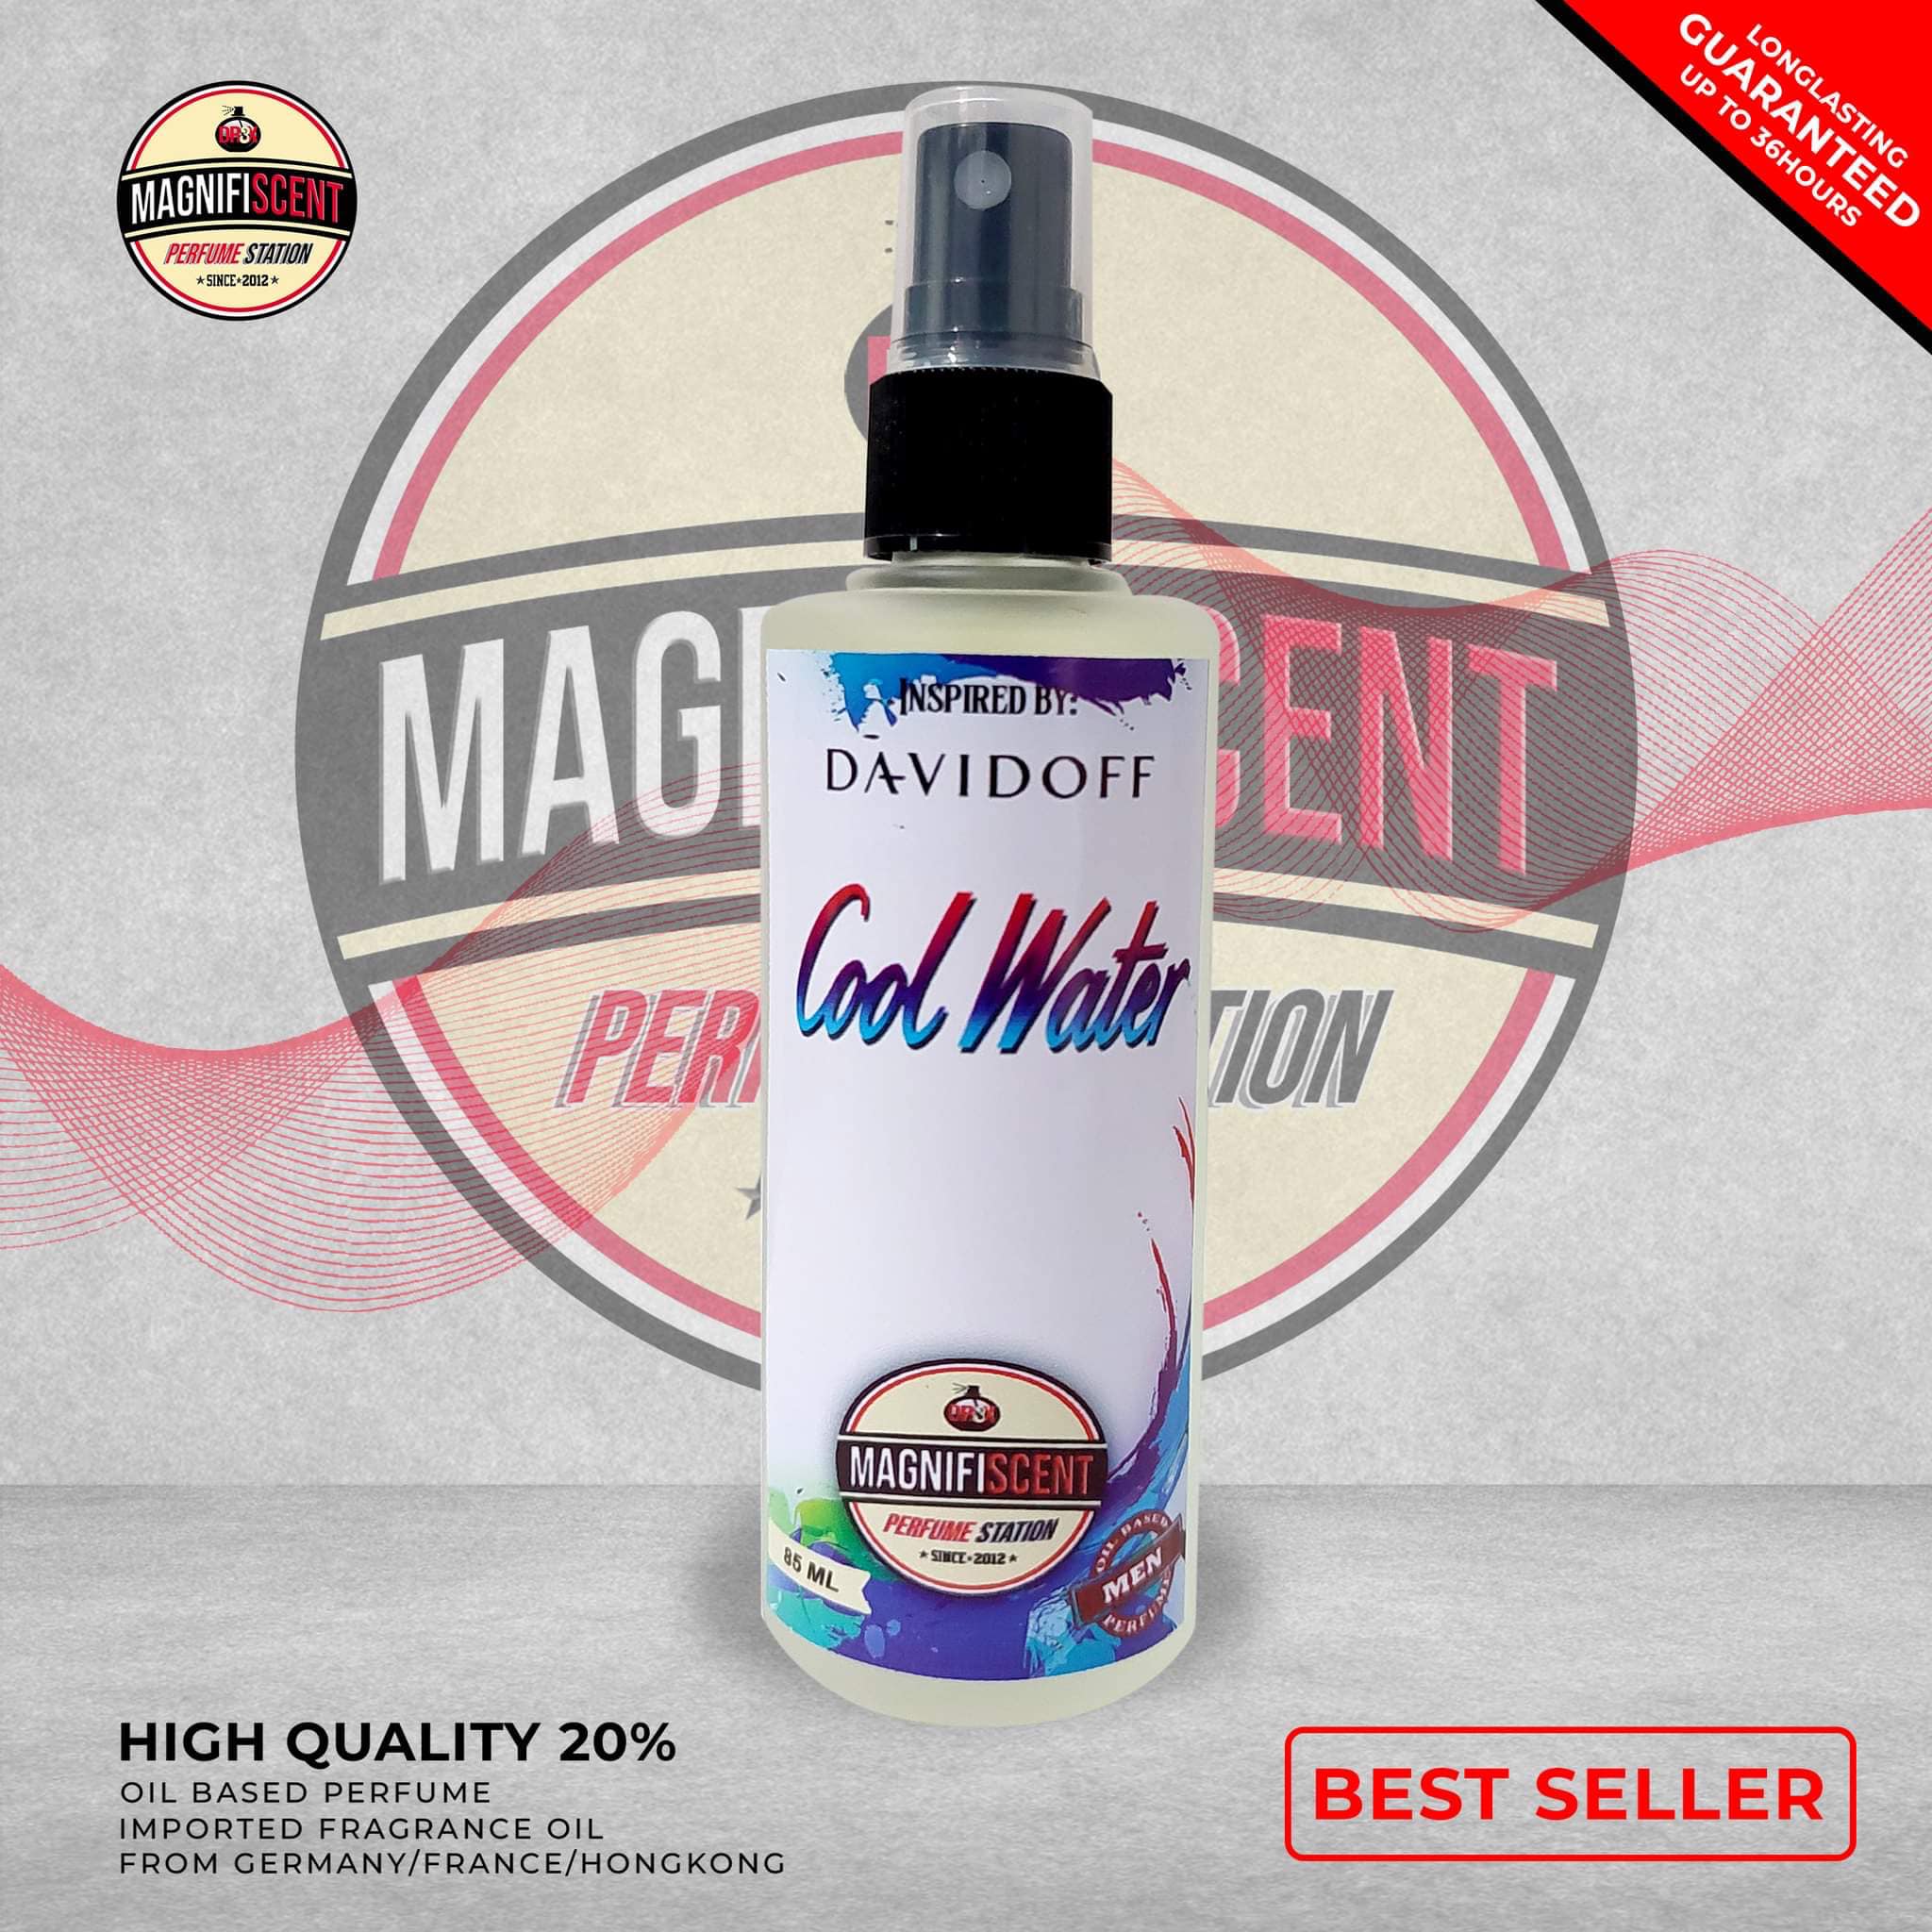 LONGLASTING
GUARANTEED
UP TO 36HOURS
DR3X
MAGNIFISCENT
PERFUME STATION
★SINCE★2012★
INSPIRED BY:
DAVIDOFF
Cool Water
MAGNIFISCENT
PERFUME STATION
★SINCE★2012★
85 ML
OIL BASED
MEN
PERFUME
HIGH QUALITY 20%
OIL BASED PERFUME
IMPORTED FRAGRANCE OIL
FROM GERMANY/FRANCE/HONGKONG
BEST SELLER